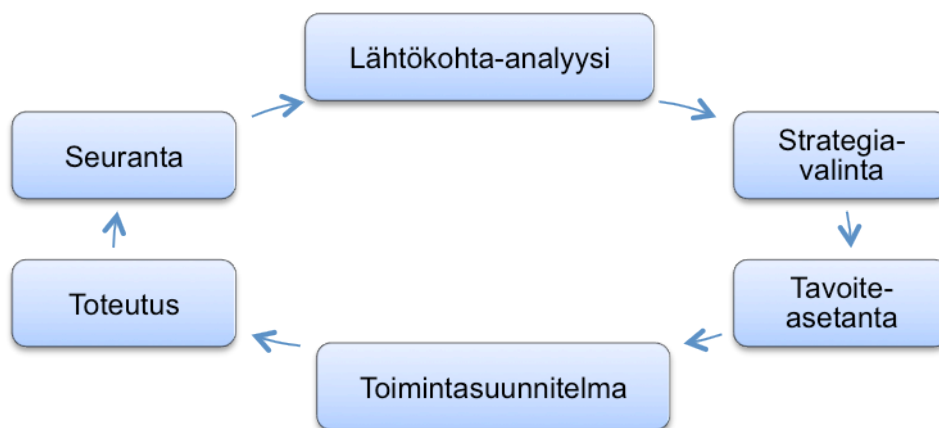 Lähtökohta-analyysi
Strategia-
valinta
Tavoite-
asetanta
Toimintasuunnitelma
Toteutus
Seuranta